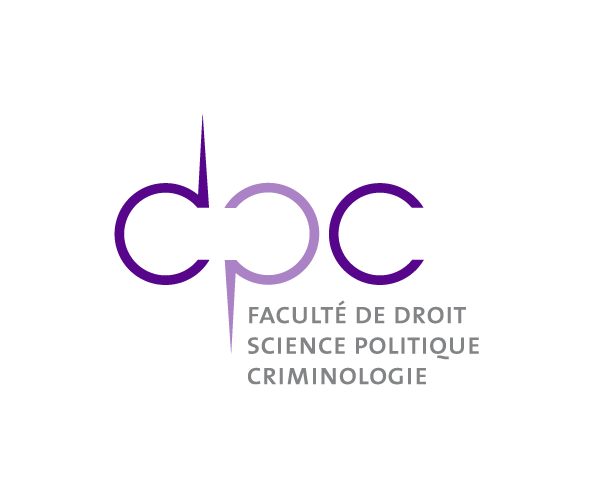 dpc
FACULTÉ DE DROIT
SCIENCE POLITIQUE
CRIMINOLOGIE